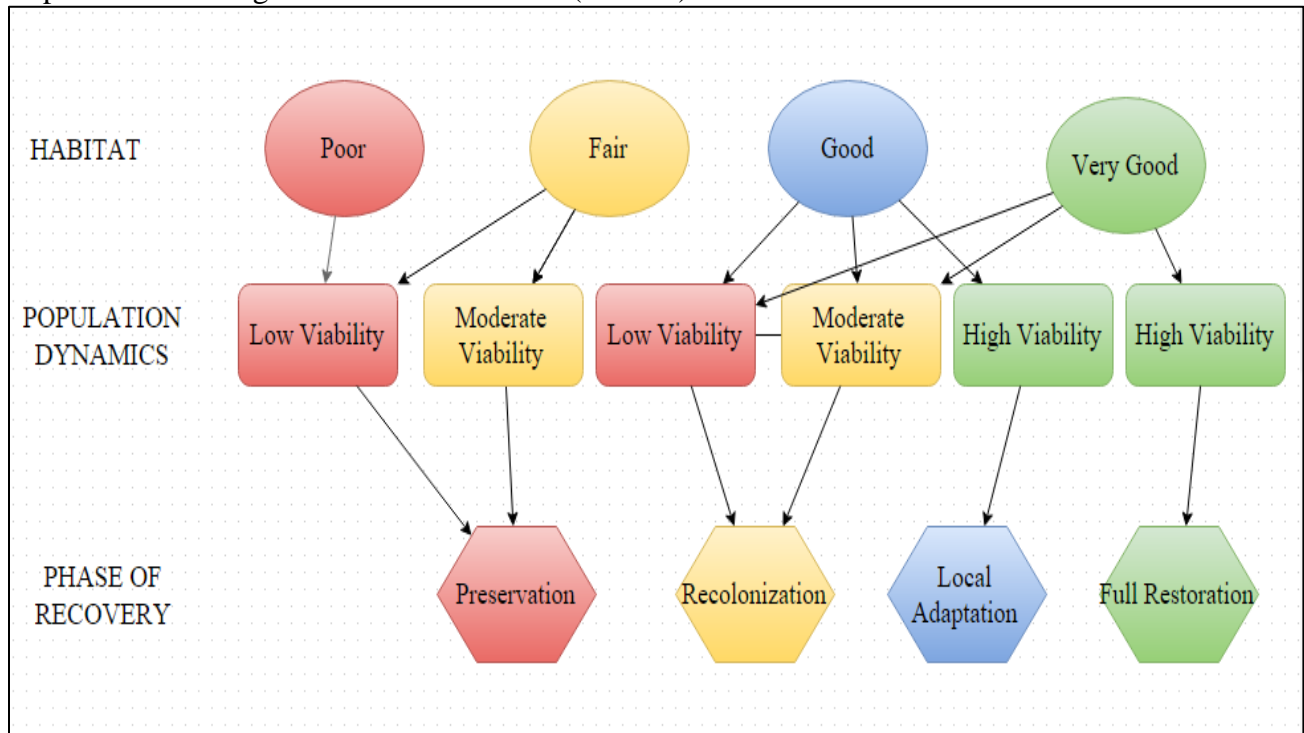 HABITAT
Poor
Fair
Good
Very Good
POPULATION
DYNAMICS
Low Viability
Moderate
Viability
Low Viability
Moderate
Viability
High Viability
High Viability
PHASE OF
RECOVERY
Preservation
Recolonization
Local
Adaptation
Full Restoration